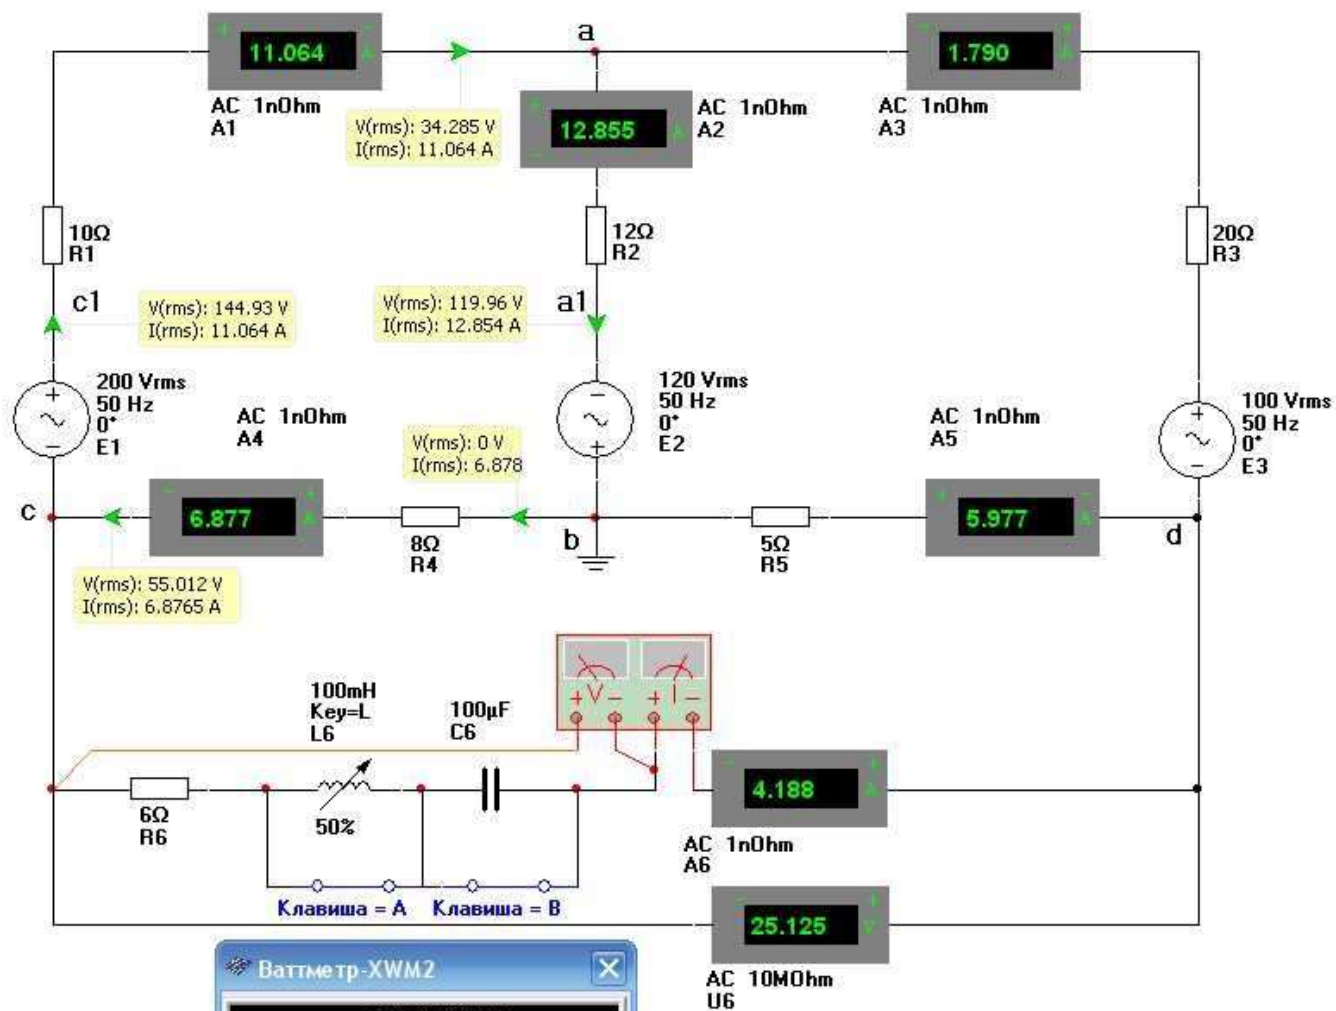 a
11.064
AC 1nOhm
A1
V(rms): 34.285 V
I(rms): 11.064 A
12.855
AC 1nOhm
A2
1.790
AC 1nOhm
A3
10Ω
R1
12Ω
R2
20Ω
R3
c1
V(rms): 144.93 V
I(rms): 11.064 A
V(rms): 119.96 V
I(rms): 12.854 A
a1
200 Vrms
50 Hz
0*
E1
AC 1nOhm
A4
120 Vrms
50 Hz
0*
E2
AC 1nOhm
A5
100 Vrms
50 Hz
0*
E3
V(rms): 0 V
I(rms): 6.878
c
6.877
8Ω
R4
b
5Ω
R5
5.977
d
V(rms): 55.012 V
I(rms): 6.8765 A
100mH
Key=L
L6
100µF
C6
+ V - + I -
6Ω
R6
50%
4.188
AC 1nOhm
A6
Клавиша = A Клавиша = B
25.125
AC 10MOhm
U6
Ваттметр-XWM2